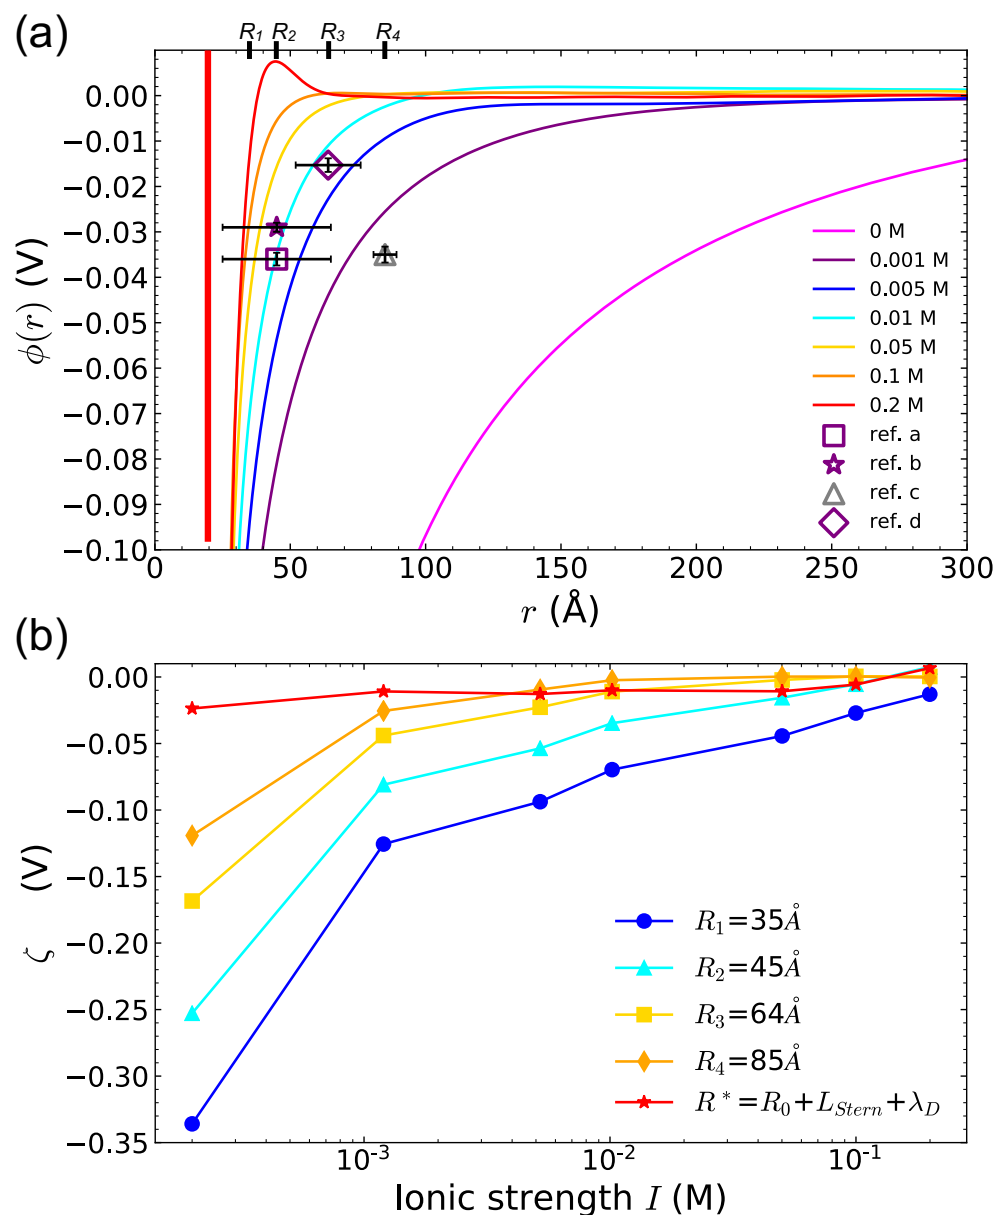 (a)
R1 R2 R3 R4
0.00
−0.01
−0.02
−0.03
−0.04
−0.05
−0.06
−0.07
−0.08
−0.09
−0.10
ϕ(r) (V)
0 M
0.001 M
0.005 M
0.01 M
0.05 M
0.1 M
0.2 M
ref. a
ref. b
ref. c
ref. d
0 50 100 150 200 250 300
r (Å)
(b)
0.00
−0.05
−0.10
−0.15
−0.20
−0.25
−0.30
−0.35
ζ (V)
R₁=35Å
R₂=45Å
R₃=64Å
R₄=85Å
R*=R₀+L_Stern+λ_D
10⁻³ 10⁻² 10⁻¹
Ionic strength I (M)